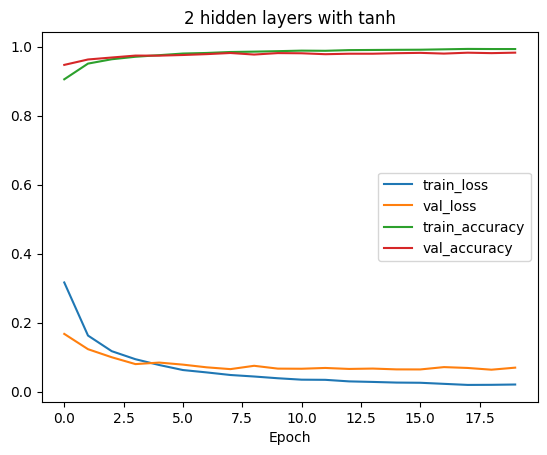 2 hidden layers with tanh
1.0
0.8
0.6
0.4
0.2
0.0
train_loss
val_loss
train_accuracy
val_accuracy
0.0 2.5 5.0 7.5 10.0 12.5 15.0 17.5
Epoch